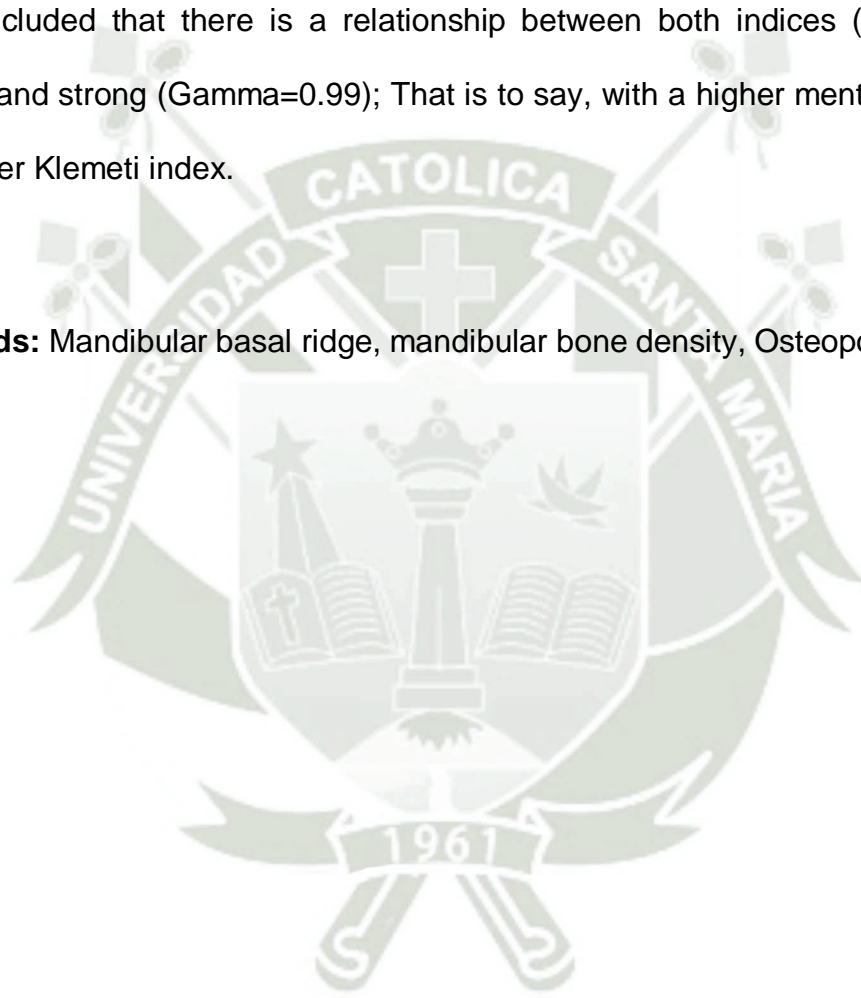 cluded that there is a relationship between both indices (
and strong (Gamma=0.99); That is to say, with a higher ment
er Klemeti index.
UNIVERSIDAD CATOLICA SANTA MARIA
ds: Mandibular basal ridge, mandibular bone density, Osteopo
1961